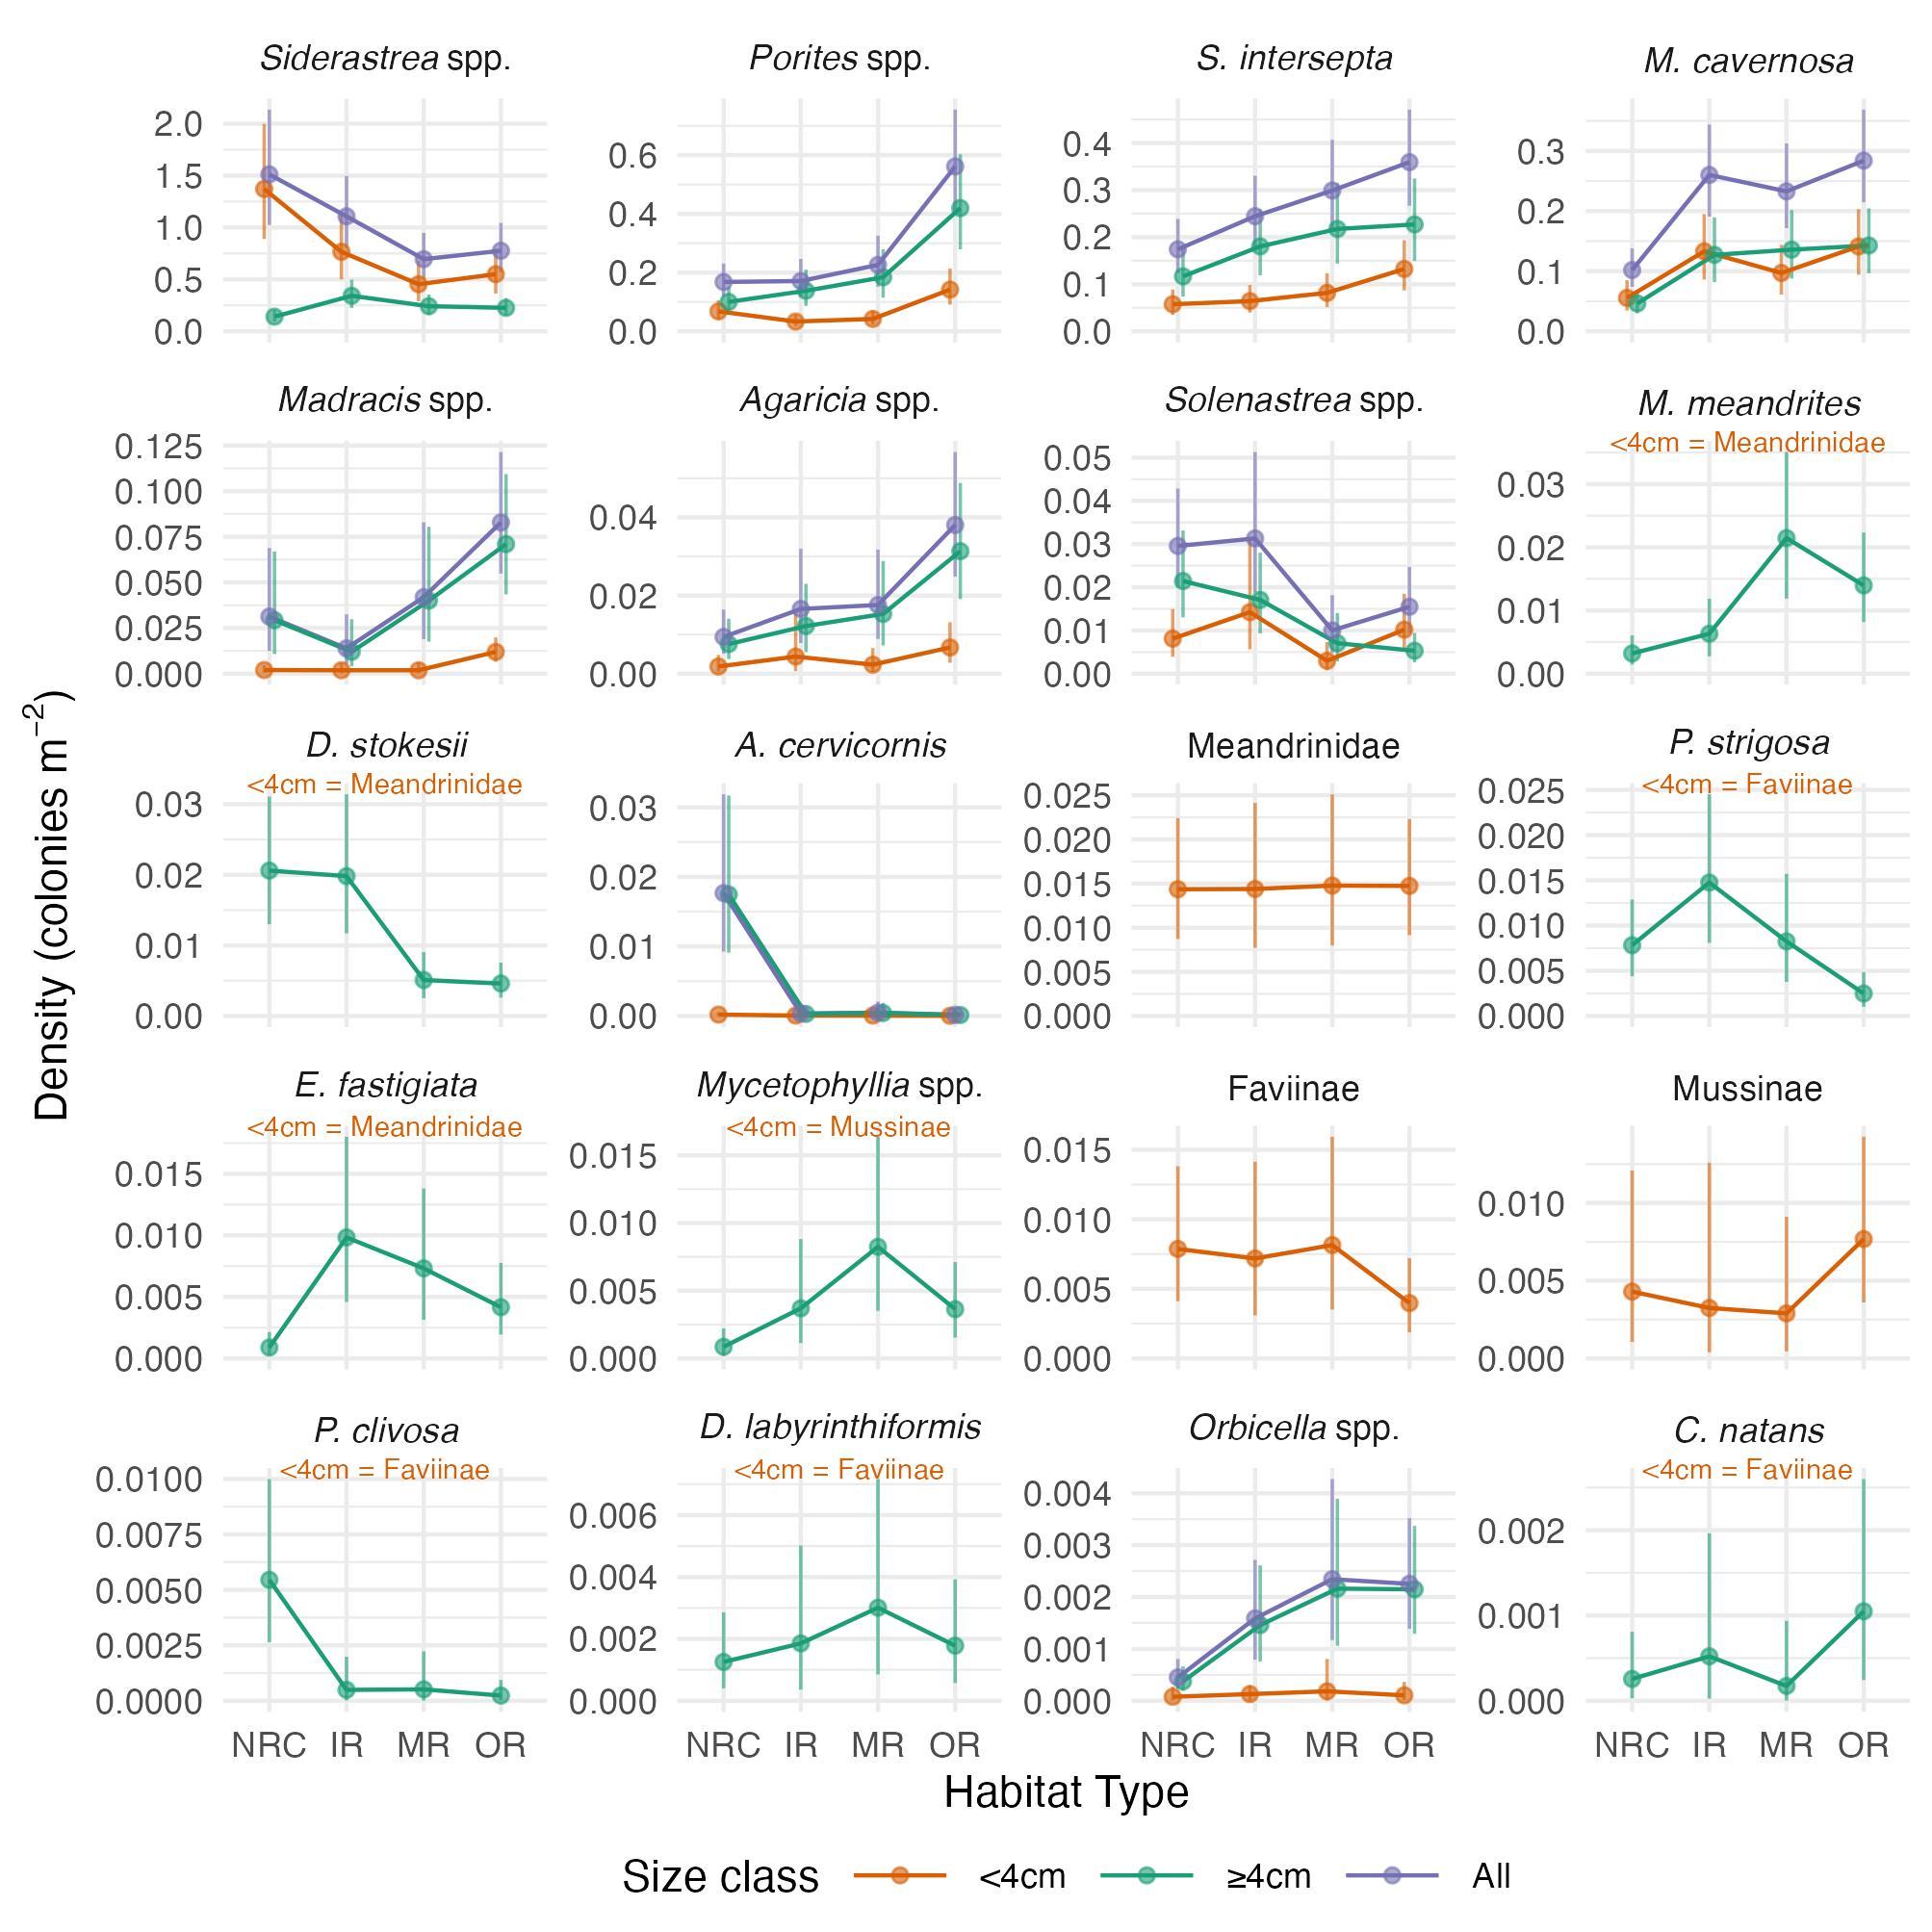 Siderastrea spp.
Porites spp.
S. intersepta
M. cavernosa
2.0
1.5
1.0
0.5
0.0
0.6
0.4
0.2
0.0
0.4
0.3
0.2
0.1
0.0
0.3
0.2
0.1
0.0
Madracis spp.
Agaricia spp.
Solenastrea spp.
M. meandrites
<4cm = Meandrinidae
0.125
0.100
0.075
0.050
0.025
0.000
0.04
0.02
0.00
0.05
0.04
0.03
0.02
0.01
0.00
0.03
0.02
0.01
0.00
Density (colonies m⁻²)
D. stokesii
<4cm = Meandrinidae
A. cervicornis
Meandrinidae
P. strigosa
<4cm = Faviinae
0.03
0.02
0.01
0.00
0.03
0.02
0.01
0.00
0.025
0.020
0.015
0.010
0.005
0.000
0.025
0.020
0.015
0.010
0.005
0.000
E. fastigiata
<4cm = Meandrinidae
Mycetophyllia spp.
<4cm = Mussinae
Faviinae
Mussinae
0.015
0.010
0.005
0.000
0.015
0.010
0.005
0.000
0.015
0.010
0.005
0.000
0.010
0.005
0.000
P. clivosa
<4cm = Faviinae
D. labyrinthiformis
<4cm = Faviinae
Orbicella spp.
C. natans
<4cm = Faviinae
0.0100
0.0075
0.0050
0.0025
0.0000
0.006
0.004
0.002
0.000
0.004
0.003
0.002
0.001
0.000
0.002
0.001
0.000
NRC IR MR OR
NRC IR MR OR
NRC IR MR OR
NRC IR MR OR
Habitat Type
Size class <4cm ≥4cm All